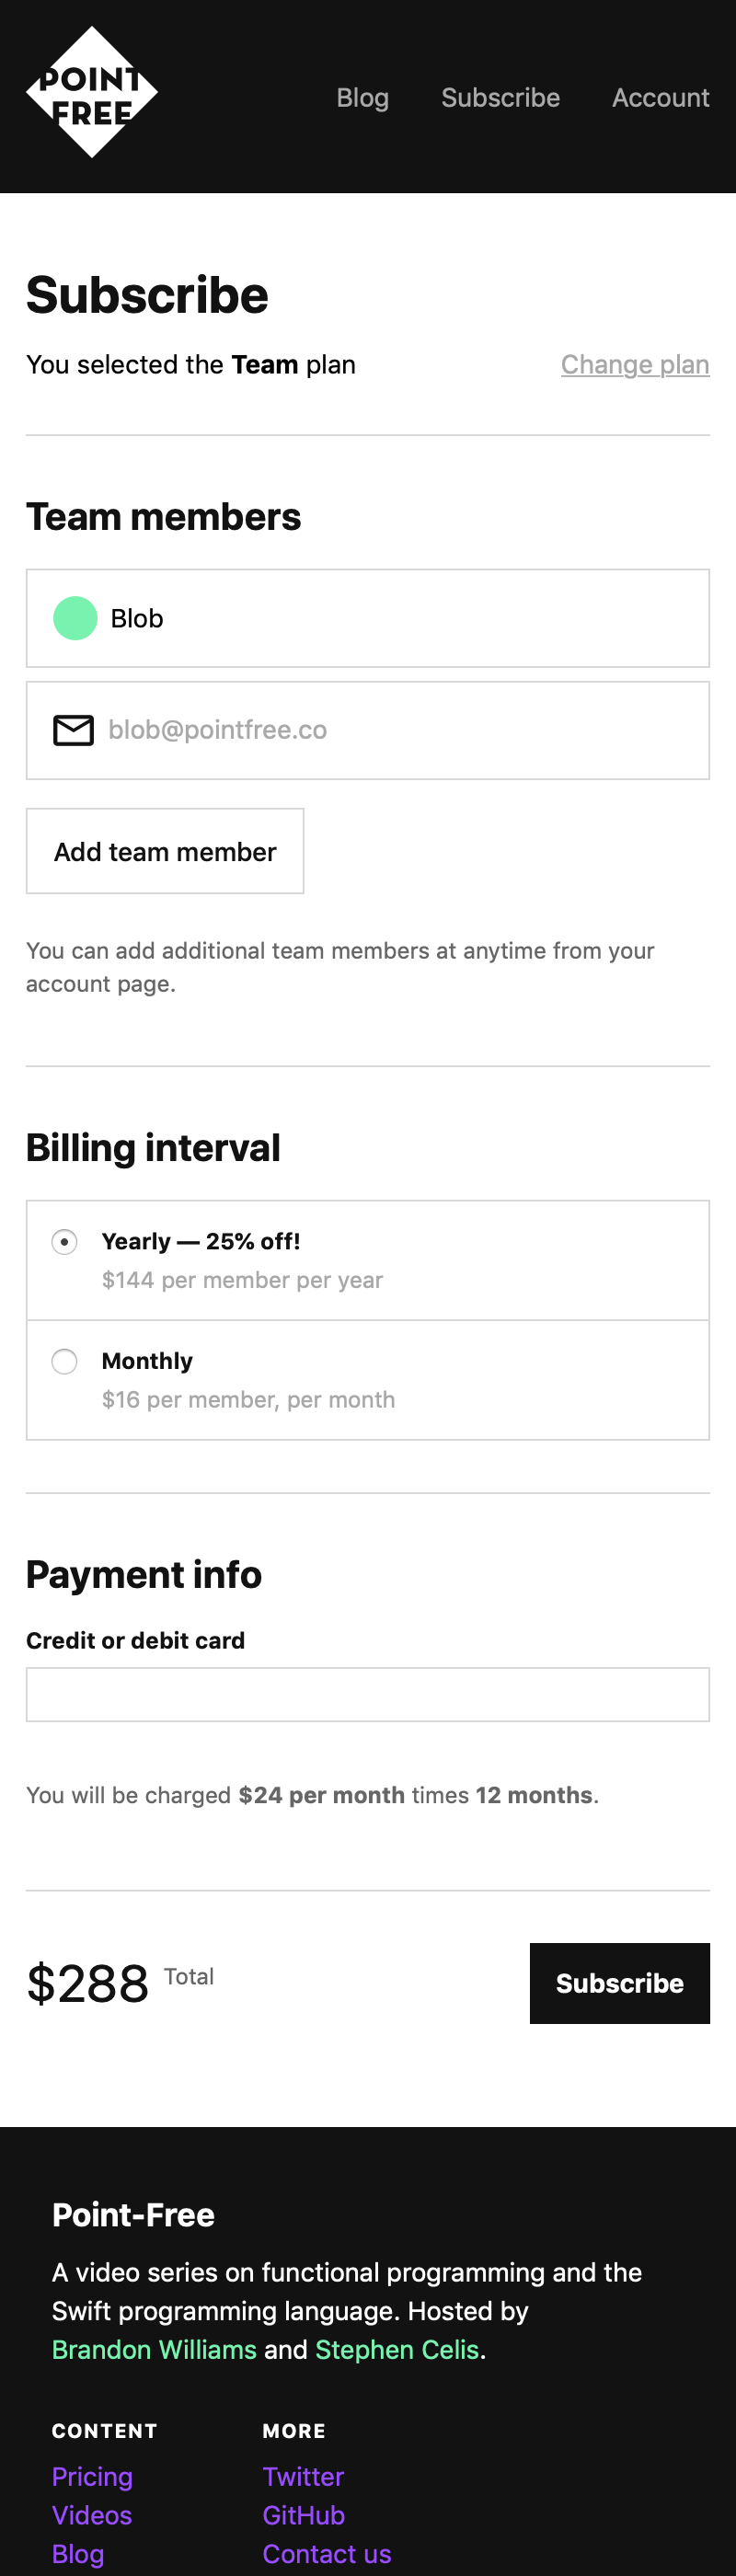 POINT
FREE
Blog
Subscribe
Account
Subscribe
You selected the Team plan
Change plan
Team members
Blob
blob@pointfree.co
Add team member
You can add additional team members at anytime from your
account page.
Billing interval
Yearly — 25% off!
$144 per member per year
Monthly
$16 per member, per month
Payment info
Credit or debit card
You will be charged $24 per month times 12 months.
$288 Total
Subscribe
Point-Free
A video series on functional programming and the
Swift programming language. Hosted by
Brandon Williams and Stephen Celis.
CONTENT
Pricing
Videos
Blog
MORE
Twitter
GitHub
Contact us